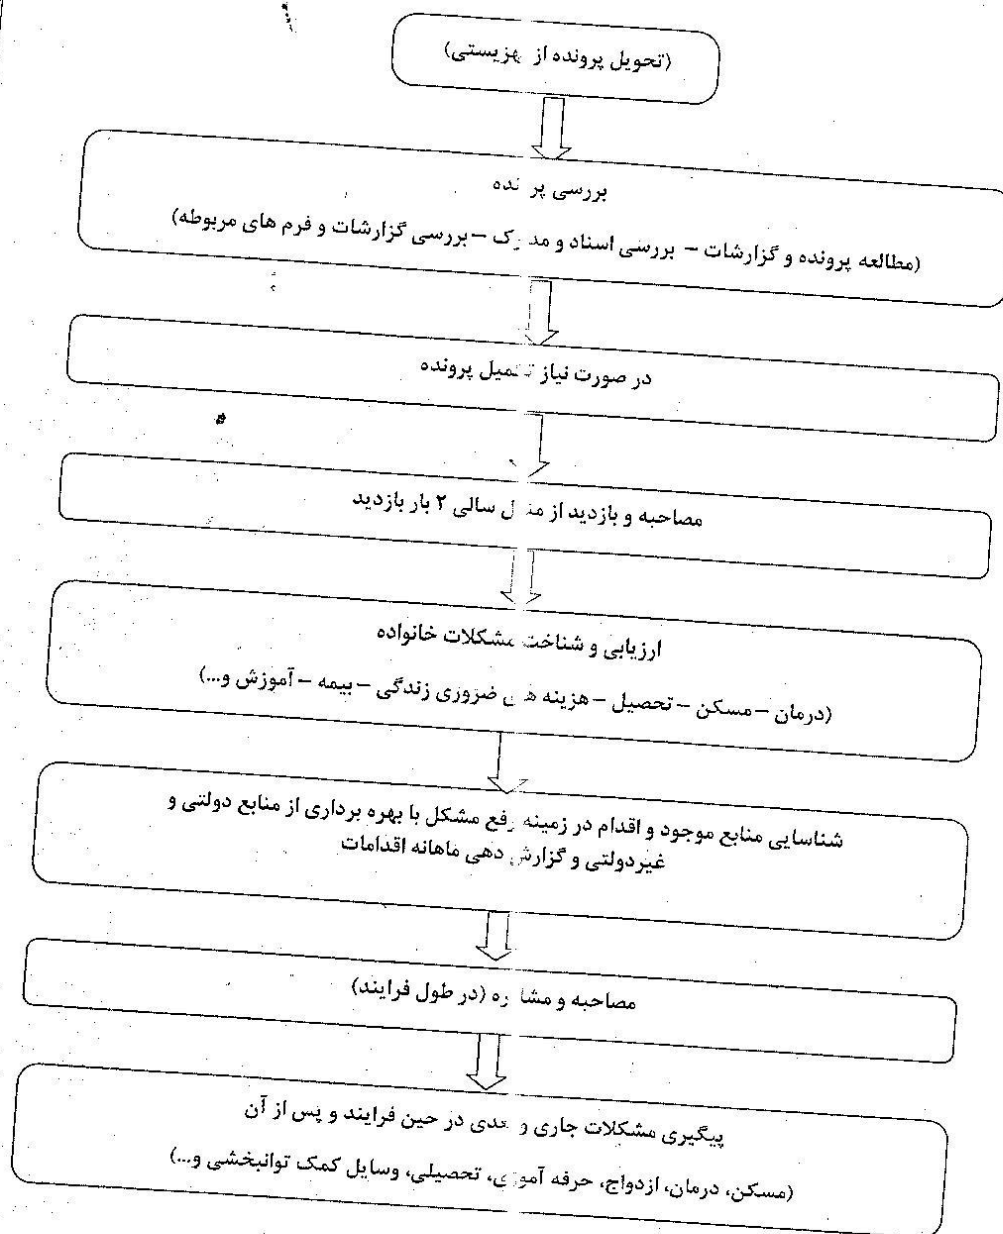 (تحویل پرونده از بهزیستی)
بررسی پرونده
(مطالعه پرونده و گزارشات – بررسی اسناد و مدارک – بررسی گزارشات و فرم های مربوطه)
در صورت نیاز تکمیل پرونده
مصاحبه و بازدید از منزل سالی ۲ بار بازدید
ارزیابی و شناخت مشکلات خانواده
(درمان – مسکن – تحصیل – هزینه های ضروری زندگی – بیمه – آموزش و...)
شناسایی منابع موجود و اقدام در زمینه رفع مشکل با بهره برداری از منابع دولتی و
غیردولتی و گزارش دهی ماهانه اقدامات
مصاحبه و مشاوره (در طول فرایند)
پیگیری مشکلات جاری و بعدی در حین فرایند و پس از آن
(مسکن، درمان، ازدواج، حرفه آموزی، تحصیلی، وسایل کمک توانبخشی و...)